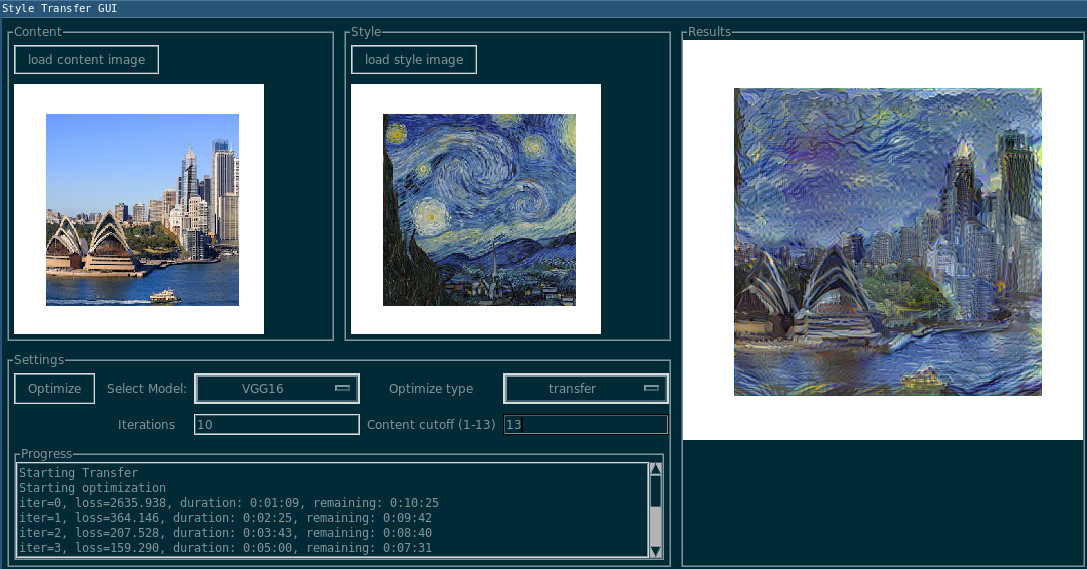 Style Transfer GUI
Content
load content image
Style
load style image
Results
Settings
Optimize
Select Model:
VGG16
Optimize type
transfer
Iterations
10
Content cutoff (1-13)
13
Progress
Starting Transfer
Starting optimization
iter=0, loss=2635.938, duration: 0:01:09, remaining: 0:10:25
iter=1, loss=364.146, duration: 0:02:25, remaining: 0:09:42
iter=2, loss=207.528, duration: 0:03:43, remaining: 0:08:40
iter=3, loss=159.290, duration: 0:05:00, remaining: 0:07:31